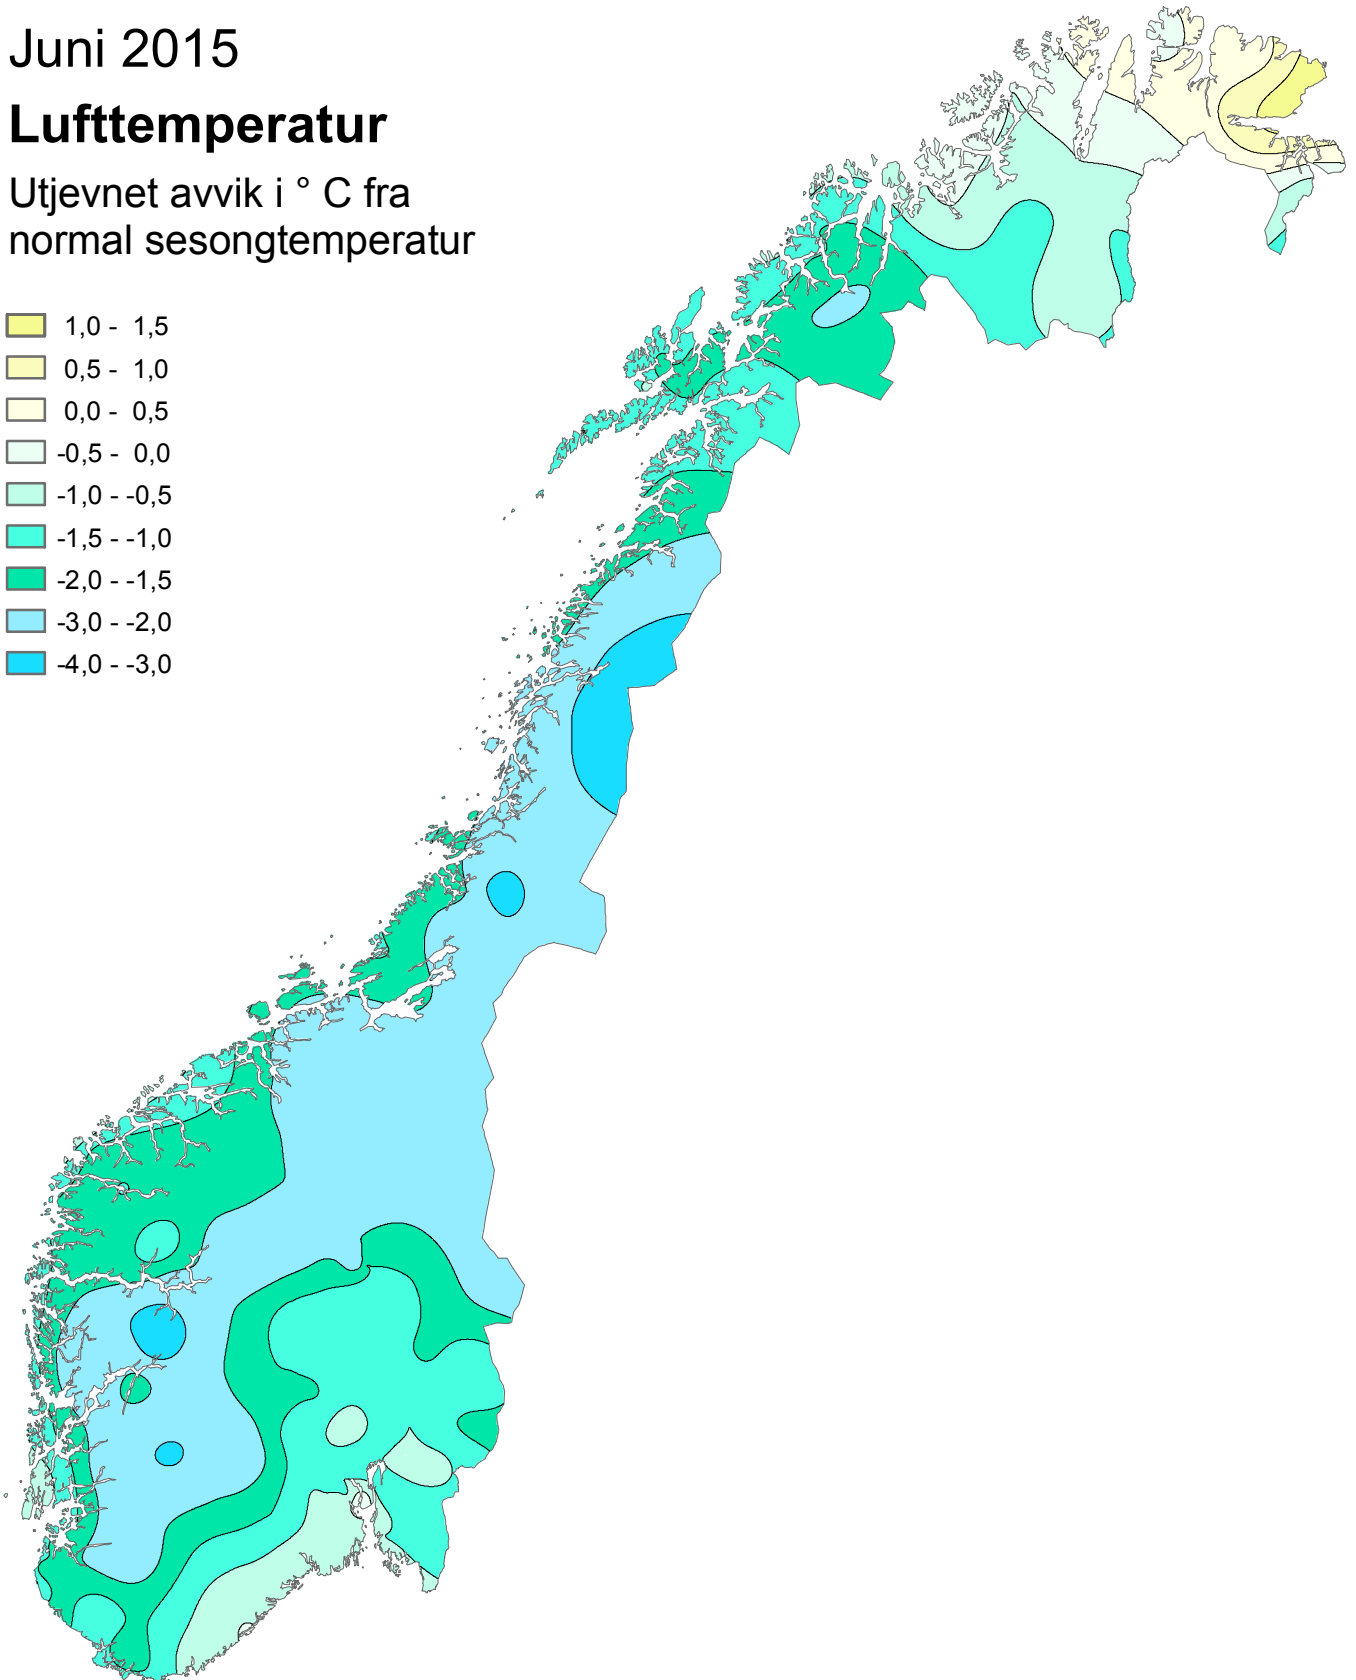 Juni 2015
Lufttemperatur
Utjevnet avvik i ° C fra
normal sesongtemperatur
1,0 - 1,5
0,5 - 1,0
0,0 - 0,5
-0,5 - 0,0
-1,0 - -0,5
-1,5 - -1,0
-2,0 - -1,5
-3,0 - -2,0
-4,0 - -3,0